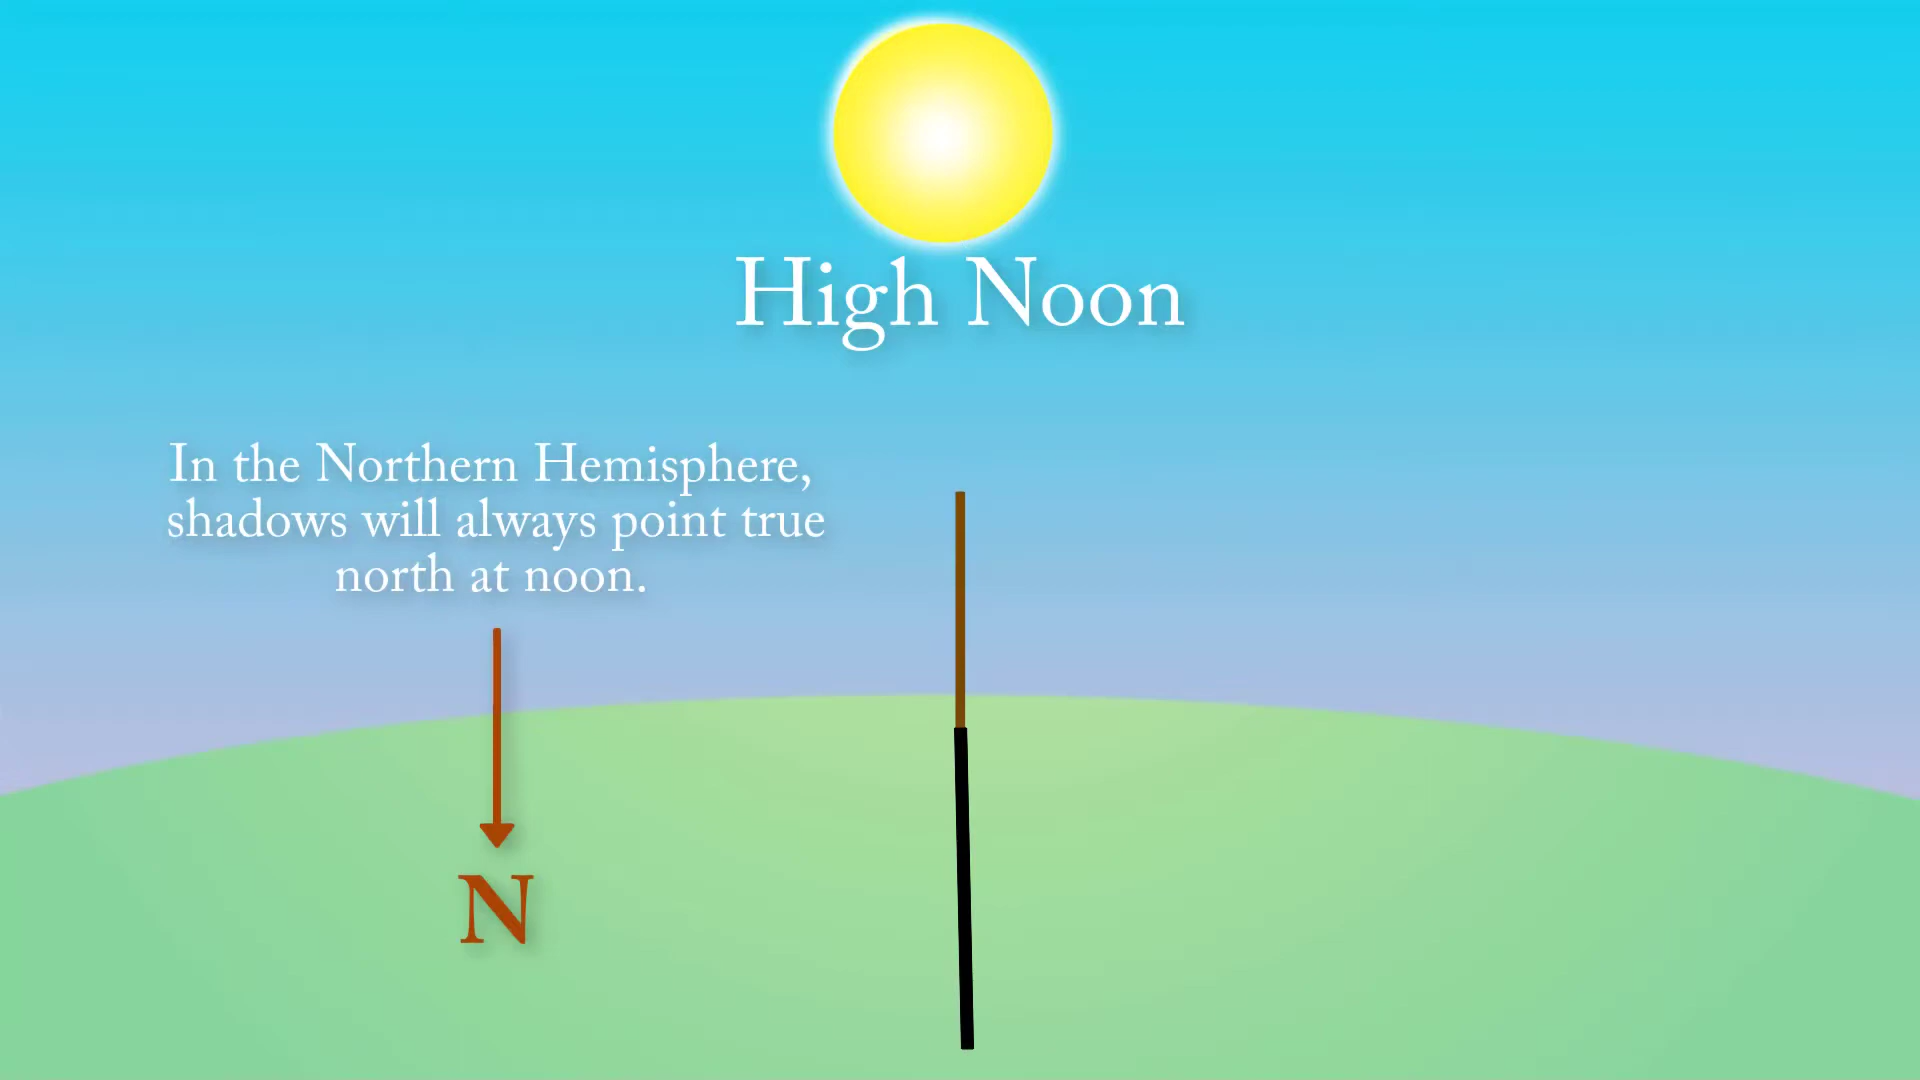 High Noon
In the Northern Hemisphere,
shadows will always point true
north at noon.
N